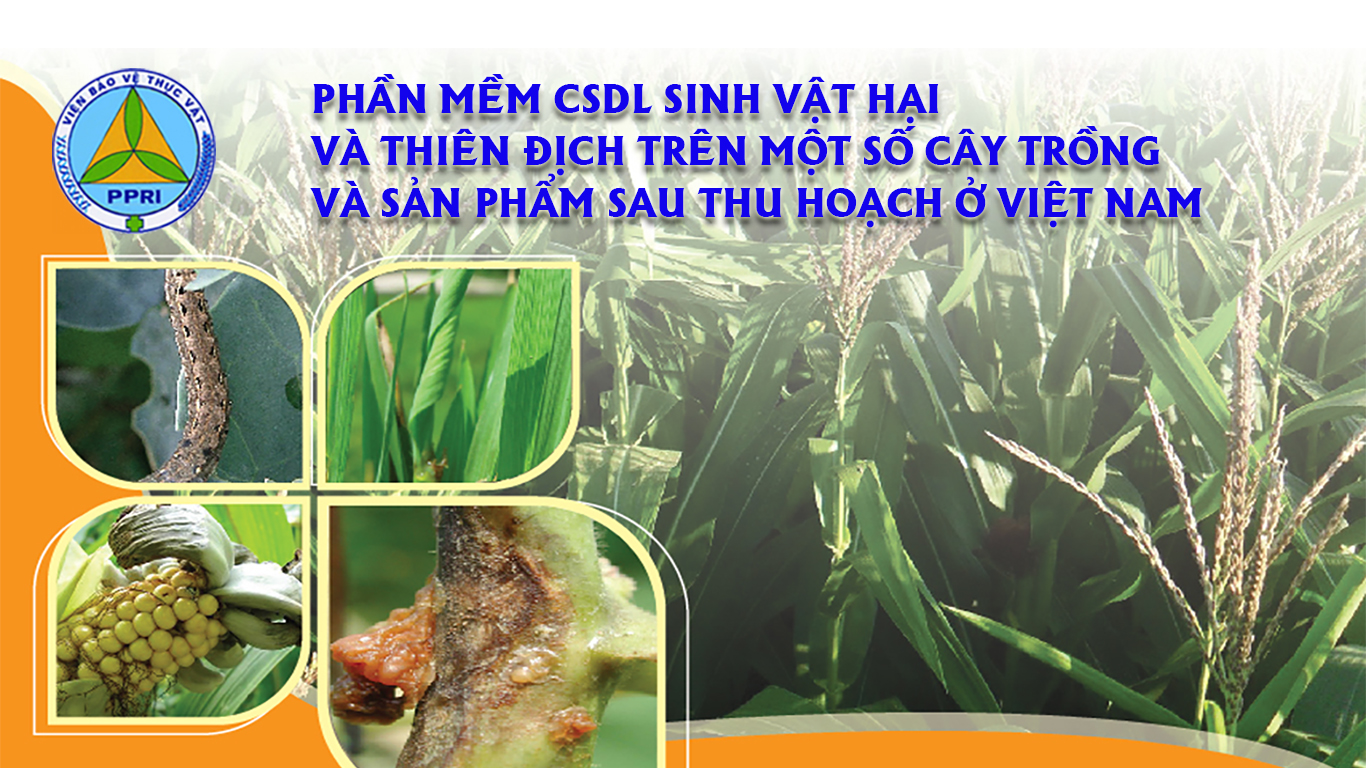 VIỆN BẢO VỆ THỰC VẬT
PPRI
PHẦN MỀM CSDL SINH VẬT HẠI
VÀ THIÊN ĐỊCH TRÊN MỘT SỐ CÂY TRỒNG
VÀ SẢN PHẨM SAU THU HOẠCH Ở VIỆT NAM